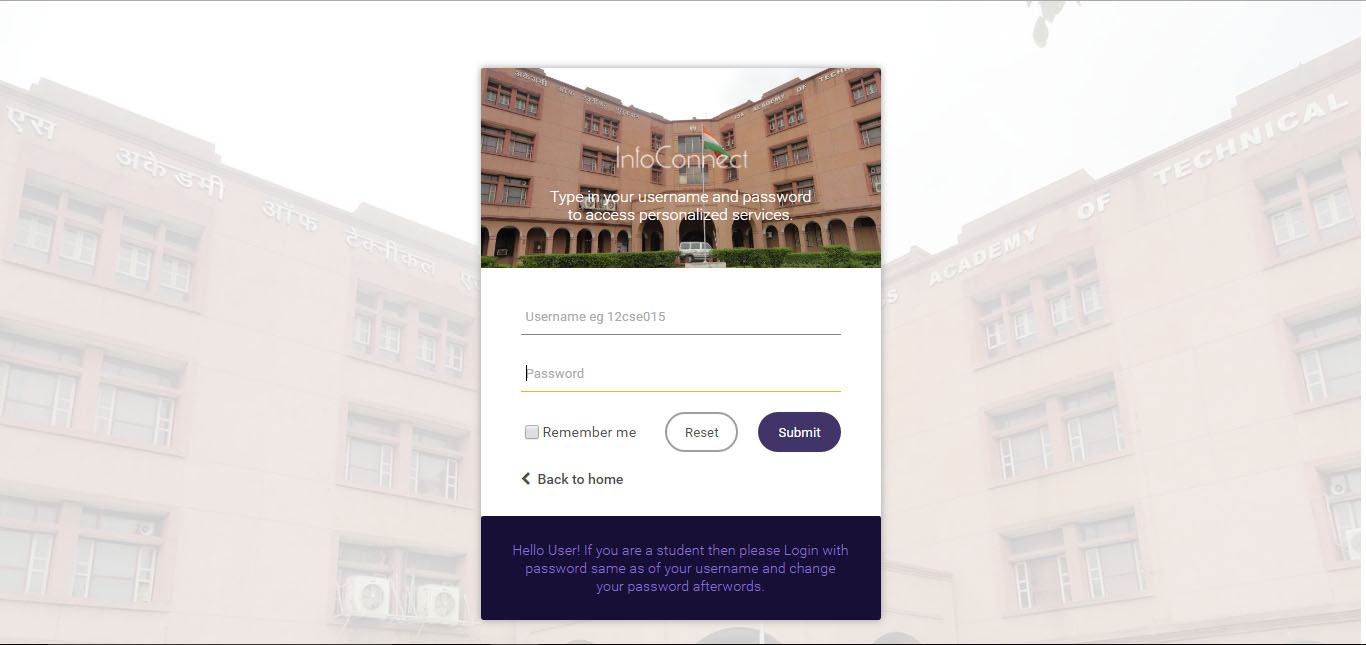 एस अकेडमी ऑफ टेक्नीकल
ACADEMY OF TECHNICAL
ACADEMY OF
InfoConnect
Type in your username and password
to access personalized services.
Username eg 12cse015
Password
Remember me
Reset
Submit
Back to home
Hello User! If you are a student then please Login with
password same as of your username and change
your password afterwords.